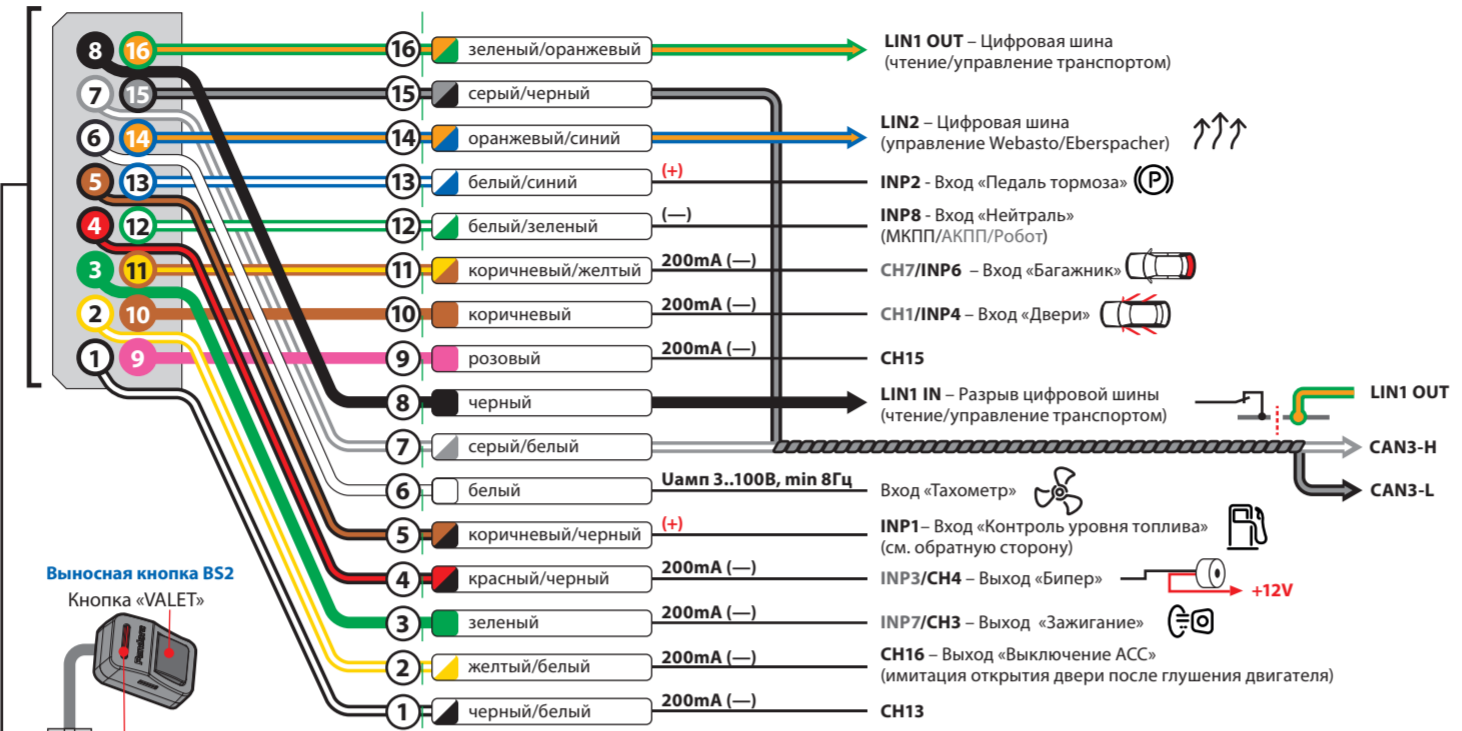 8 16
7 15
6 14
5 13
4 12
3 11
2 10
1 9
16 зеленый/оранжевый
LIN1 OUT – Цифровая шина
(чтение/управление транспортом)
15 серый/черный
14 оранжевый/синий
LIN2 – Цифровая шина
(управление Webasto/Eberspacher)
13 белый/синий (+) INP2 - Вход «Педаль тормоза» (P)
12 белый/зеленый (—) INP8 - Вход «Нейтраль»
(МКПП/АКПП/Робот)
11 коричневый/желтый 200mA (—) CH7/INP6 – Вход «Багажник»
10 коричневый 200mA (—) CH1/INP4 – Вход «Двери»
9 розовый 200mA (—) CH15
8 черный
LIN1 IN – Разрыв цифровой шины
(чтение/управление транспортом)
LIN1 OUT
7 серый/белый
CAN3-H
CAN3-L
6 белый Uамп 3..100В, min 8Гц Вход «Тахометр»
5 коричневый/черный (+) INP1– Вход «Контроль уровня топлива»
(см. обратную сторону)
4 красный/черный 200mA (—) INP3/CH4 – Выход «Бипер»
+12V
3 зеленый 200mA (—) INP7/CH3 – Выход «Зажигание»
2 желтый/белый 200mA (—) CH16 – Выход «Выключение ACC»
(имитация открытия двери после глушения двигателя)
1 черный/белый 200mA (—) CH13
Выносная кнопка BS2
Кнопка «VALET»
Pandora